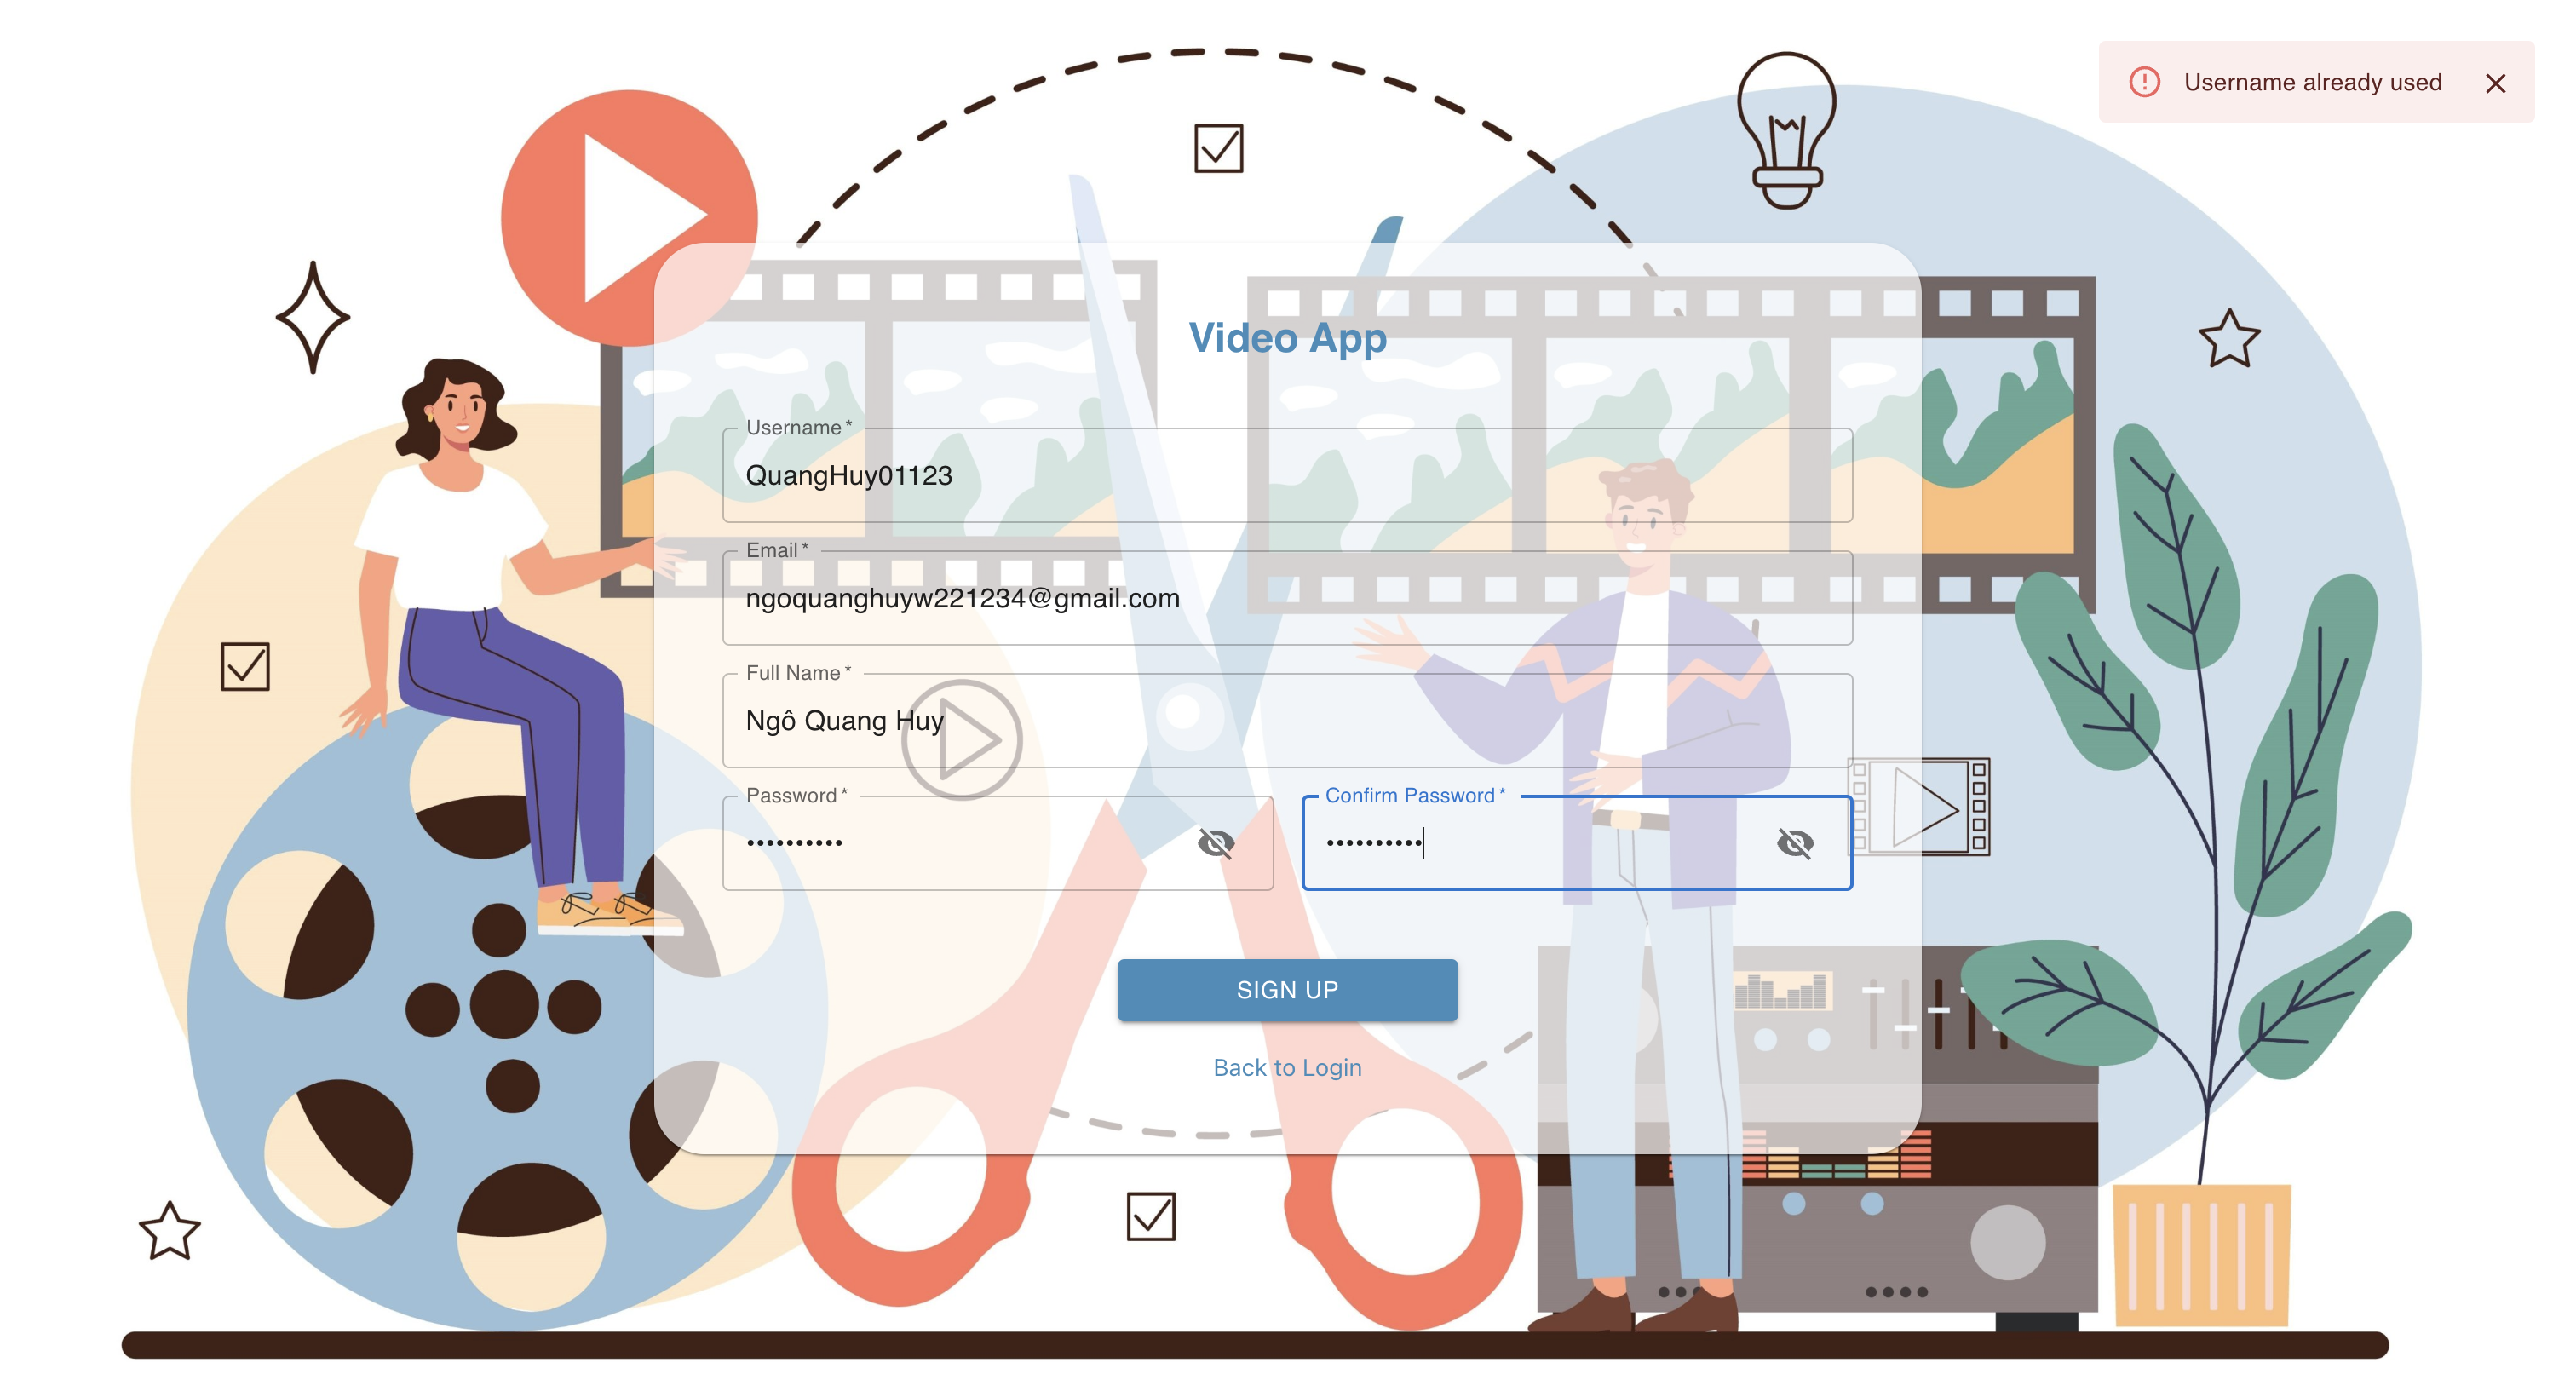 Username already used
Video App
Username *
QuangHuy01123
Email *
ngoquanghuyw221234@gmail.com
Full Name *
Ngô Quang Huy
Password * Confirm Password *
•••••••••• ••••••••••
SIGN UP
Back to Login